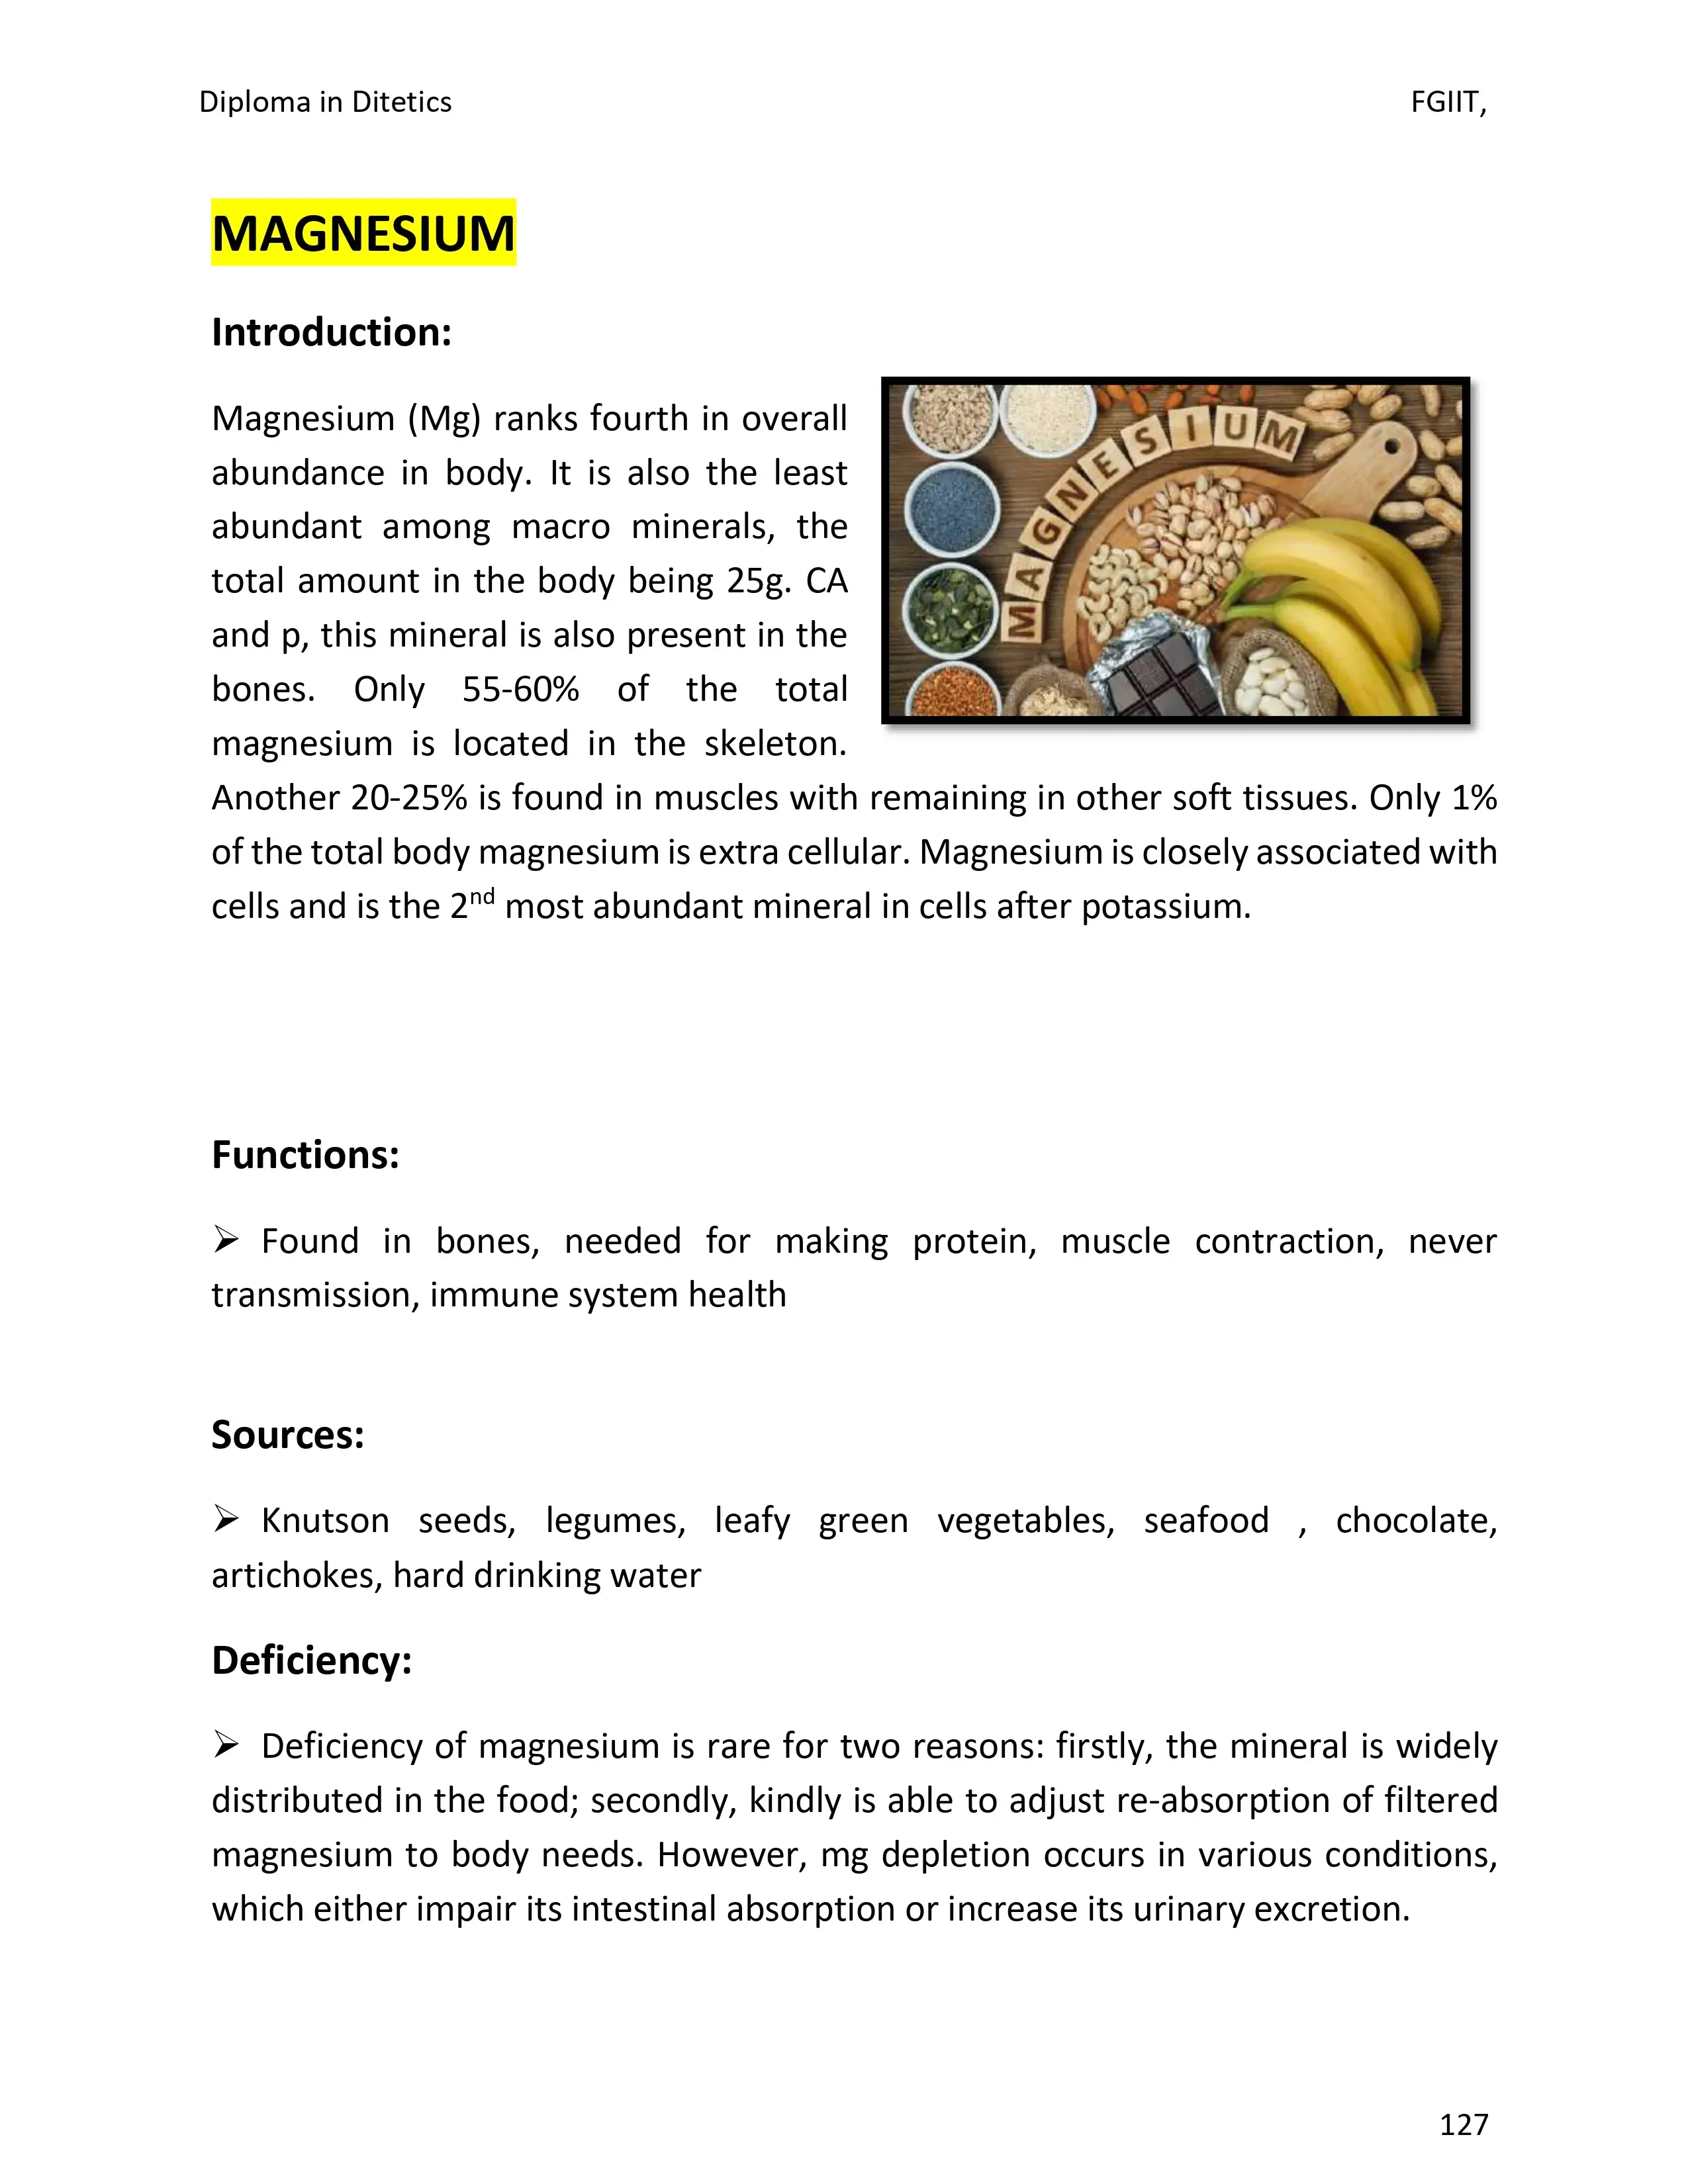 Diploma in Ditetics FGIIT,
MAGNESIUM
Introduction:
Magnesium (Mg) ranks fourth in overall
abundance in body. It is also the least
abundant among macro minerals, the
total amount in the body being 25g. CA
and p, this mineral is also present in the
bones. Only 55-60% of the total
magnesium is located in the skeleton.
MAGNESIUM
Another 20-25% is found in muscles with remaining in other soft tissues. Only 1%
of the total body magnesium is extra cellular. Magnesium is closely associated with
cells and is the 2nd most abundant mineral in cells after potassium.
Functions:
➢ Found in bones, needed for making protein, muscle contraction, never
transmission, immune system health
Sources:
➢ Knutson seeds, legumes, leafy green vegetables, seafood , chocolate,
artichokes, hard drinking water
Deficiency:
➢ Deficiency of magnesium is rare for two reasons: firstly, the mineral is widely
distributed in the food; secondly, kindly is able to adjust re-absorption of filtered
magnesium to body needs. However, mg depletion occurs in various conditions,
which either impair its intestinal absorption or increase its urinary excretion.
127